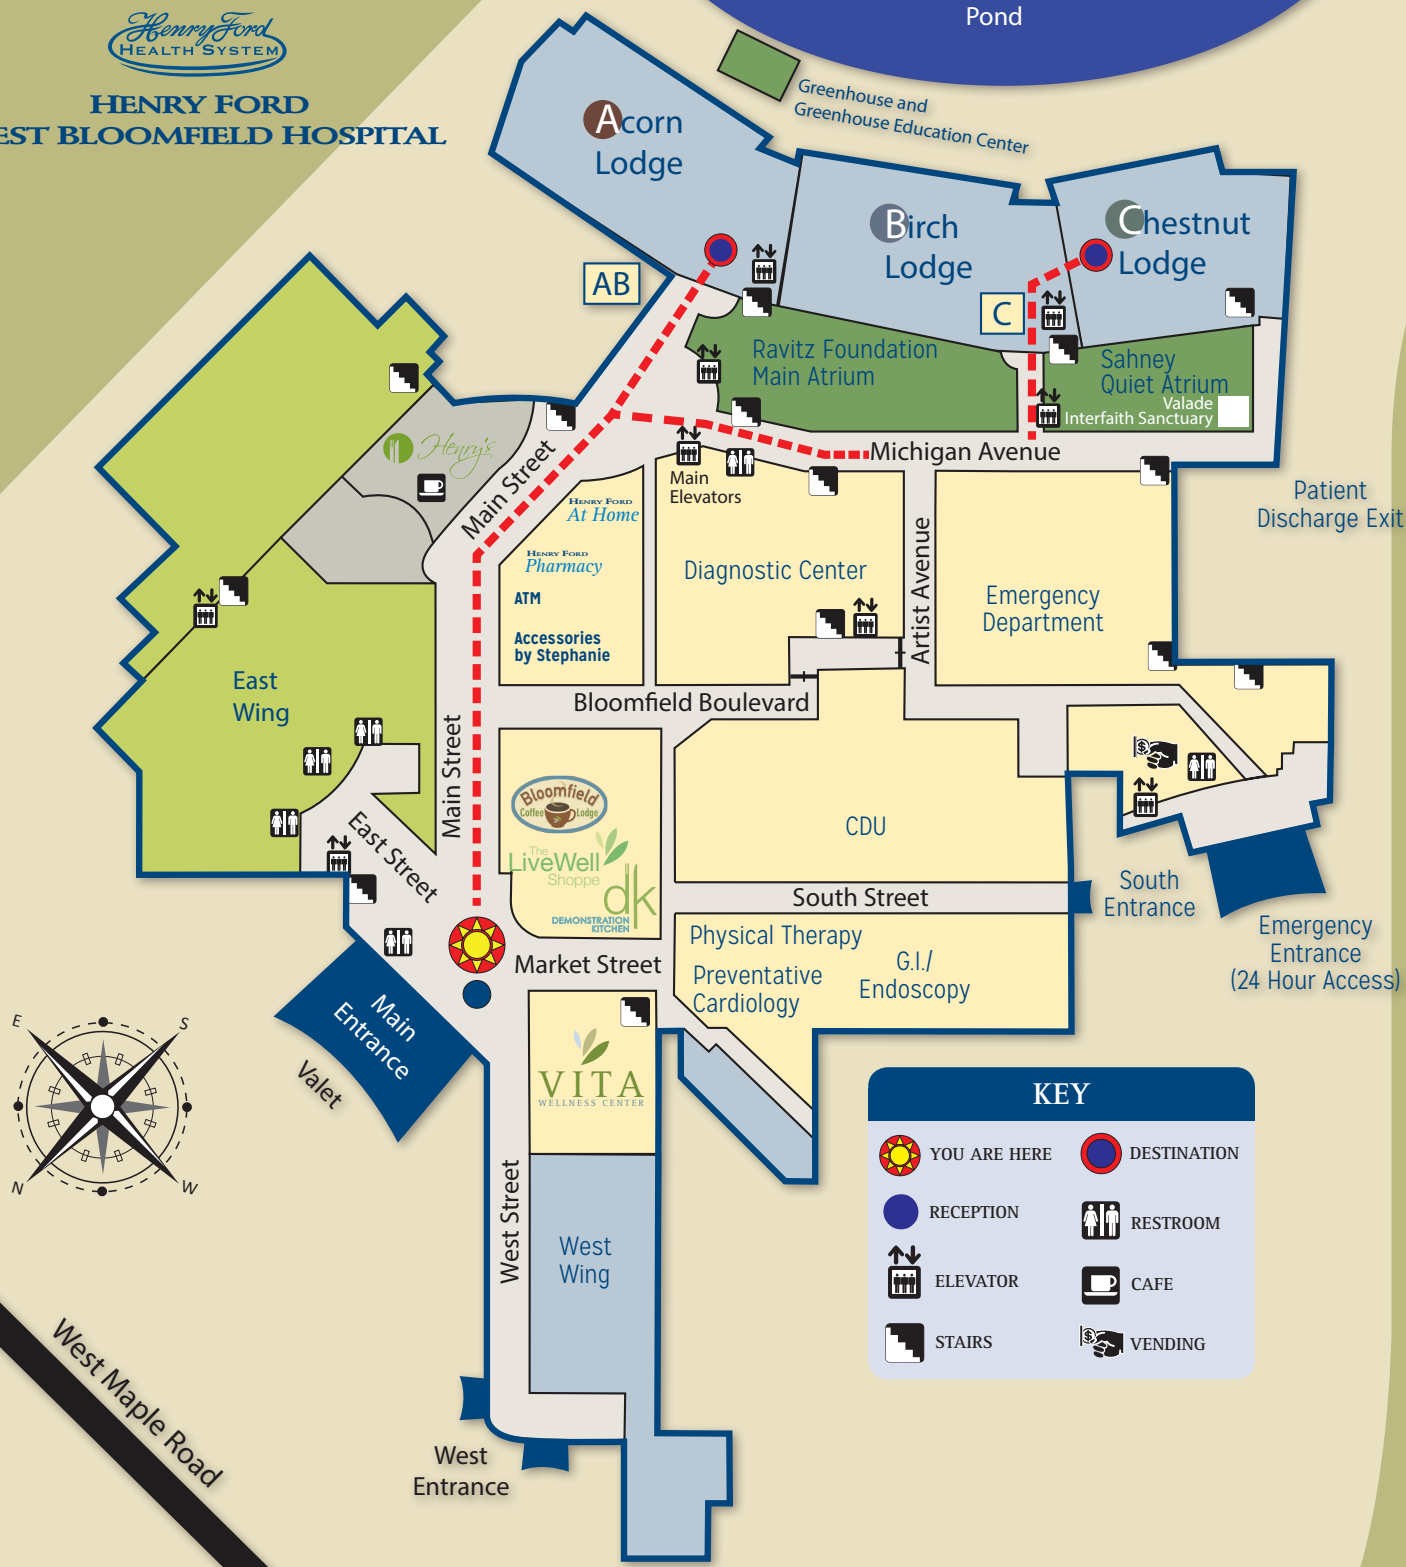 Henry Ford
HEALTH SYSTEM
HENRY FORD
EST BLOOMFIELD HOSPITAL
Pond
Greenhouse and
Greenhouse Education Center
Acorn
Lodge
Birch
Lodge
Chestnut
Lodge
AB
C
Ravitz Foundation
Main Atrium
Sahney
Quiet Atrium
Valade
Interfaith Sanctuary
Henry's
Main Street
Michigan Avenue
Main
Elevators
HENRY FORD
At Home
HENRY FORD
Pharmacy
ATM
Accessories
by Stephanie
Diagnostic Center
Artist Avenue
Emergency
Department
Patient
Discharge Exit
East
Wing
Bloomfield Boulevard
Main Street
East Street
Bloomfield
Coffee Lodge
The
LiveWell
Shoppe
dk
DEMONSTRATION
KITCHEN
CDU
South Street
South
Entrance
Emergency
Entrance
(24 Hour Access)
Physical Therapy
Preventative
Cardiology
G.I./
Endoscopy
Market Street
Main
Entrance
Valet
E
S
N
W
VITA
WELLNESS CENTER
West Street
West
Wing
West
Entrance
West Maple Road
KEY
YOU ARE HERE
DESTINATION
RECEPTION
RESTROOM
ELEVATOR
CAFE
STAIRS
VENDING